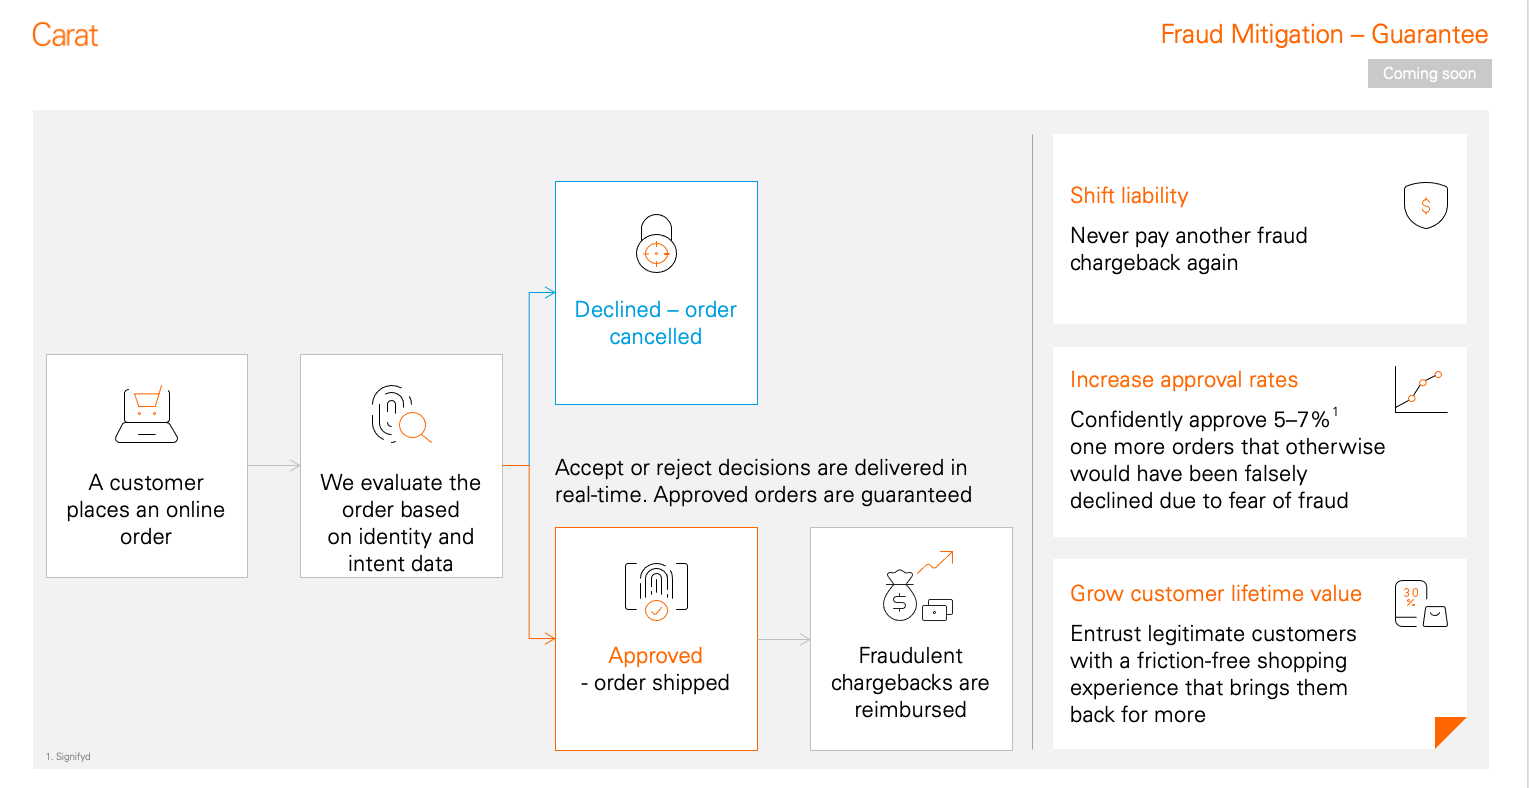 Carat
Fraud Mitigation – Guarantee
Coming soon
A customer
places an online
order
We evaluate the
order based
on identity and
intent data
Declined – order
cancelled
Accept or reject decisions are delivered in
real-time. Approved orders are guaranteed
Approved
- order shipped
$
Fraudulent
chargebacks are
reimbursed
Shift liability
$
Never pay another fraud
chargeback again
Increase approval rates
Confidently approve 5–7%¹
one more orders that otherwise
would have been falsely
declined due to fear of fraud
Grow customer lifetime value
30
%
Entrust legitimate customers
with a friction-free shopping
experience that brings them
back for more
1. Signifyd